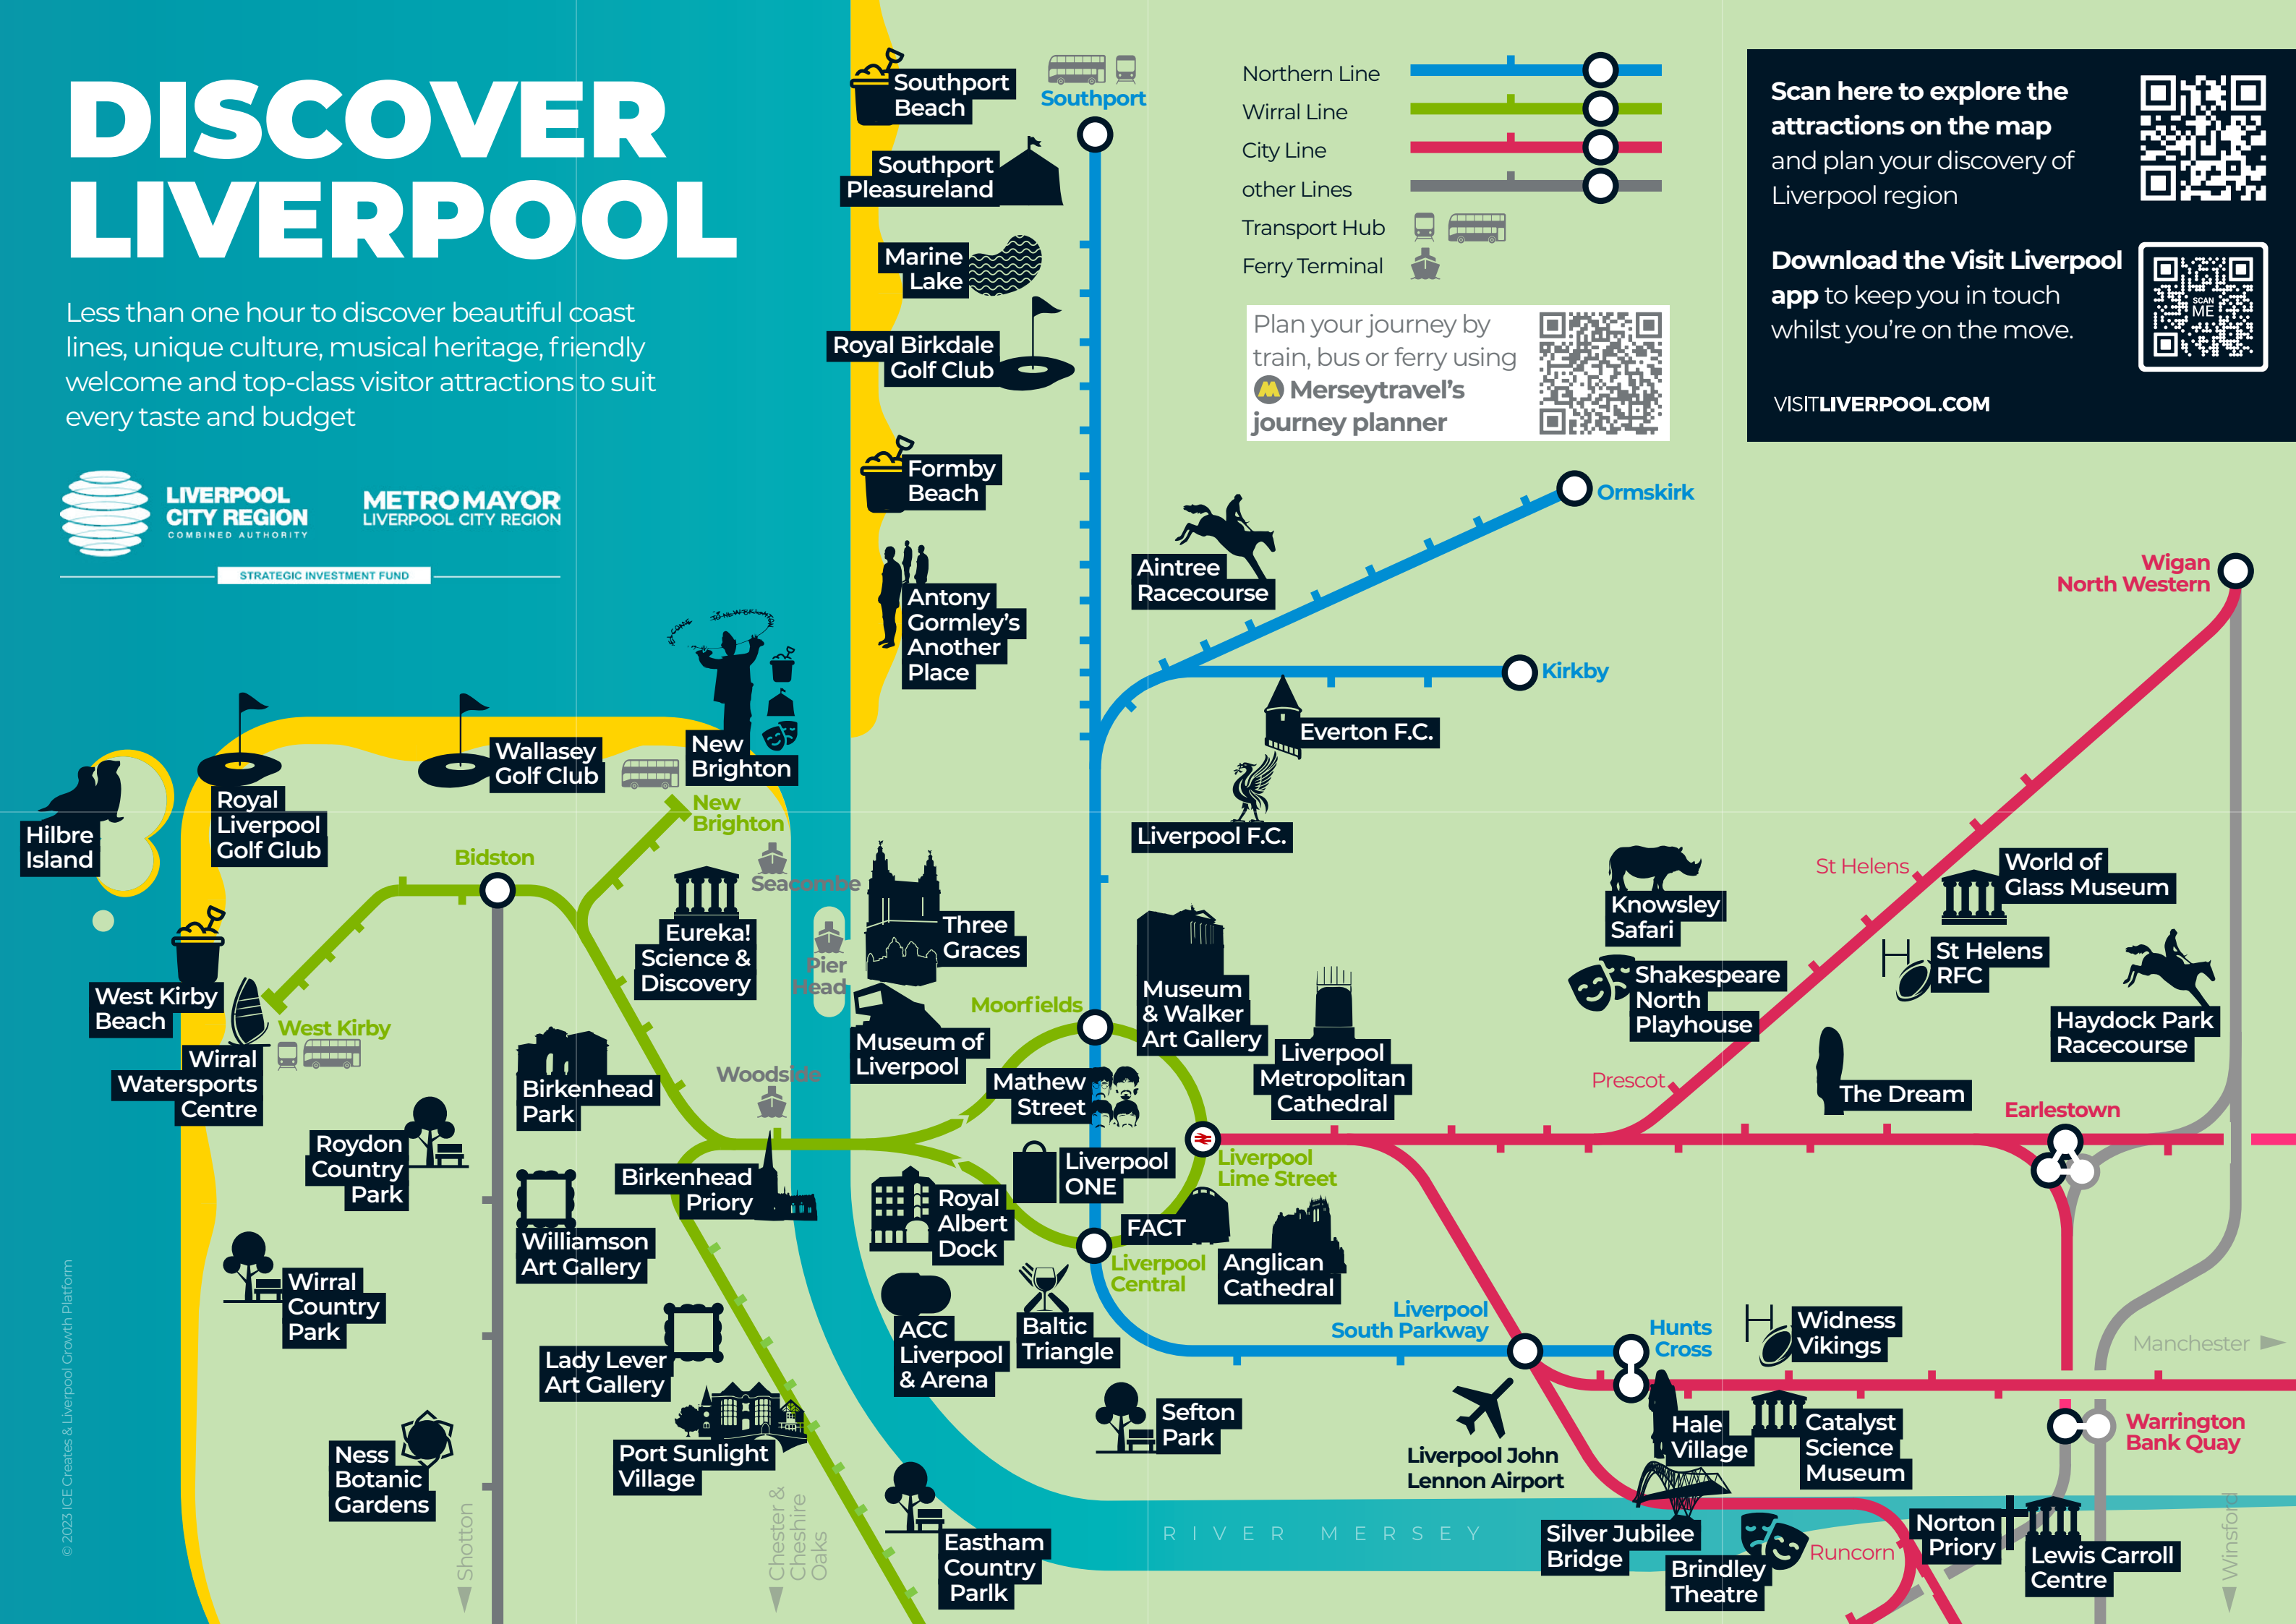 DISCOVER
LIVERPOOL
Less than one hour to discover beautiful coast
lines, unique culture, musical heritage, friendly
welcome and top-class visitor attractions to suit
every taste and budget
LIVERPOOL
CITY REGION
COMBINED AUTHORITY
METRO MAYOR
LIVERPOOL CITY REGION
STRATEGIC INVESTMENT FUND
Southport
Beach
Southport
Southport
Pleasureland
Marine
Lake
Royal Birkdale
Golf Club
Formby
Beach
Antony
Gormley's
Another
Place
Northern Line
Wirral Line
City Line
other Lines
Transport Hub
Ferry Terminal
Plan your journey by
train, bus or ferry using
Merseytravel's
journey planner
Scan here to explore the
attractions on the map
and plan your discovery of
Liverpool region
Download the Visit Liverpool
app to keep you in touch
whilst you're on the move.
SCAN
ME
VISITLIVERPOOL.COM
Ormskirk
Aintree
Racecourse
Kirkby
Everton F.C.
Liverpool F.C.
Wigan
North Western
New
Brighton
Wallasey
Golf Club
Royal
Liverpool
Golf Glub
Hilbre
Island
New
Brighton
Bidston
Seacombe
Eureka!
Science &
Discovery
Pier
Head
Three
Graces
Museum of
Liverpool
West Kirby
Beach
West Kirby
Wirral
Watersports
Centre
Birkenhead
Park
Woodside
Roydon
Country
Park
Birkenhead
Priory
Williamson
Art Gallery
Wirral
Country
Park
Lady Lever
Art Gallery
Port Sunlight
Village
Ness
Botanic
Gardens
Shotton
Chester &
Cheshire
Oaks
Eastham
Country
Parlk
Moorfields
Museum
& Walker
Art Gallery
Mathew
Street
Liverpool
Metropolitan
Cathedral
Liverpool
ONE
Liverpool
Lime Street
Royal
Albert
Dock
FACT
Liverpool
Central
Anglican
Cathedral
ACC
Liverpool
& Arena
Baltic
Triangle
Sefton
Park
Liverpool
South Parkway
Hunts
Cross
Liverpool John
Lennon Airport
RIVER MERSEY
St Helens
World of
Glass Museum
Knowsley
Safari
St Helens
RFC
Shakespeare
North
Playhouse
Haydock Park
Racecourse
Prescot
The Dream
Earlestown
Widness
Vikings
Manchester
Hale
Village
Catalyst
Science
Museum
Warrington
Bank Quay
Silver Jubilee
Bridge
Brindley
Theatre
Runcorn
Norton
Priory
Lewis Carroll
Centre
Winsford
© 2023 ICE Creates & Liverpool Growth Platform